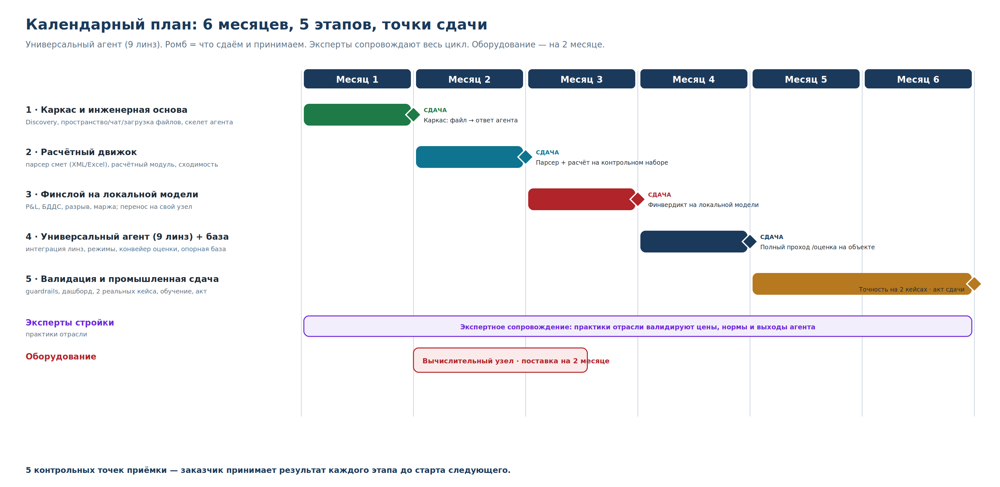 Календарный план: 6 месяцев, 5 этапов, точки сдачи
Универсальный агент (9 линз). Ромб = что сдаём и принимаем. Эксперты сопровождают весь цикл. Оборудование — на 2 месяце.
Месяц 1
Месяц 2
Месяц 3
Месяц 4
Месяц 5
Месяц 6
1 · Каркас и инженерная основа
Discovery, пространство/чат/загрузка файлов, скелет агента
СДАЧА
Каркас: файл → ответ агента
2 · Расчётный движок
парсер смет (XML/Excel), расчётный модуль, сходимость
СДАЧА
Парсер + расчёт на контрольном наборе
3 · Финслой на локальной модели
P&L, БДДС, разрыв, маржа; перенос на свой узел
СДАЧА
Финвердикт на локальной модели
4 · Универсальный агент (9 линз) + база
интеграция линз, режимы, конвейер оценки, опорная база
СДАЧА
Полный проход /оценка на объекте
5 · Валидация и промышленная сдача
guardrails, дашборд, 2 реальных кейса, обучение, акт
Точность на 2 кейсах · акт сдачи
Эксперты стройки
практики отрасли
Экспертное сопровождение: практики отрасли валидируют цены, нормы и выходы агента
Оборудование
Вычислительный узел · поставка на 2 месяце
5 контрольных точек приёмки — заказчик принимает результат каждого этапа до старта следующего.